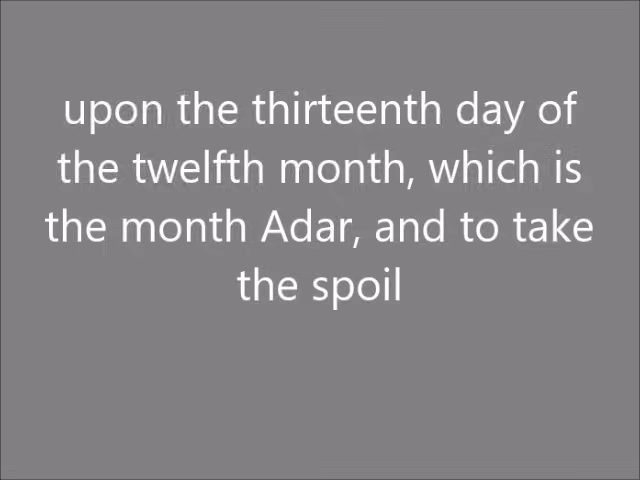 upon the thirteenth day of
the twelfth month, which is
the month Adar, and to take
the spoil